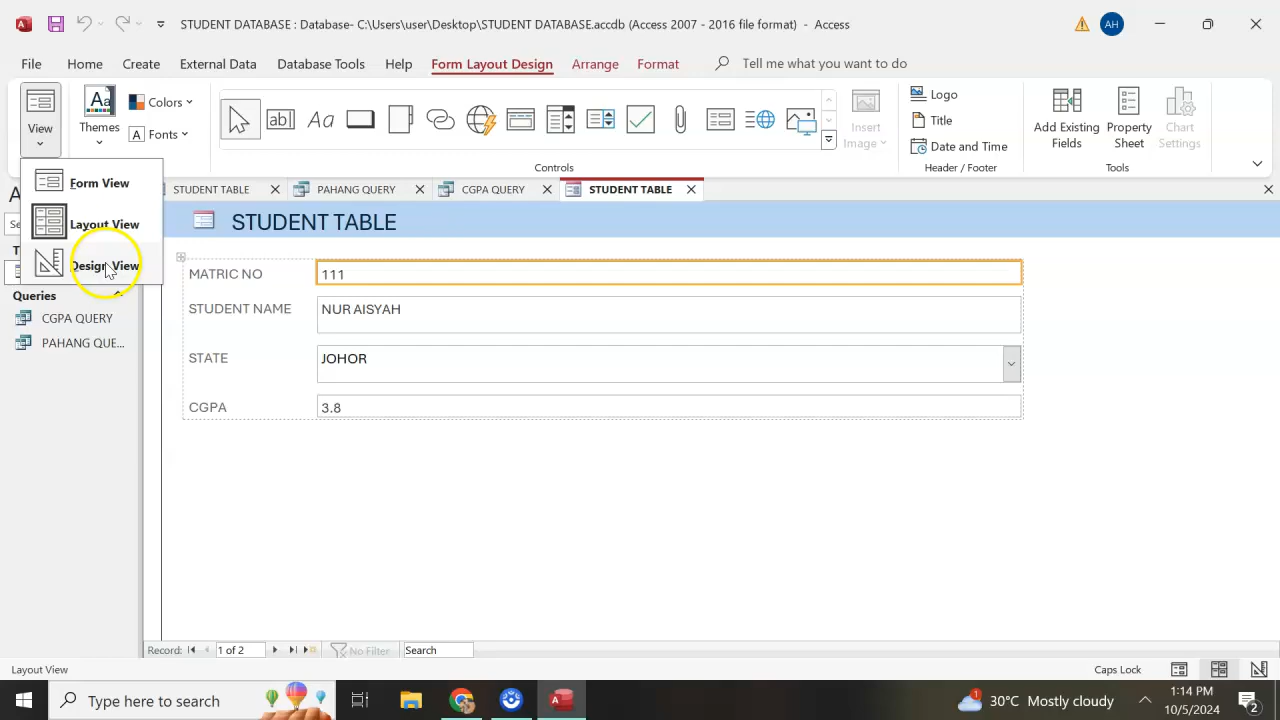 STUDENT DATABASE : Database- C:\Users\user\Desktop\STUDENT DATABASE.accdb (Access 2007 - 2016 file format) - Access
AH
File Home Create External Data Database Tools Help Form Layout Design Arrange Format Tell me what you want to do
View
Aa
Themes
Colors
A Fonts
ab|
Aa
Controls
Insert
Image
Logo
Title
Date and Time
Header / Footer
Add Existing
Fields
Property
Sheet
Chart
Settings
Tools
Form View
Layout View
Design View
A
Se
T
Queries
CGPA QUERY
PAHANG QUE...
STUDENT TABLE PAHANG QUERY CGPA QUERY STUDENT TABLE
STUDENT TABLE
MATRIC NO 111
STUDENT NAME NUR AISYAH
STATE JOHOR
CGPA 3.8
Record: 1 of 2 No Filter Search
Layout View Caps Lock
Type here to search
1
30°C Mostly cloudy
1:14 PM
10/5/2024
2